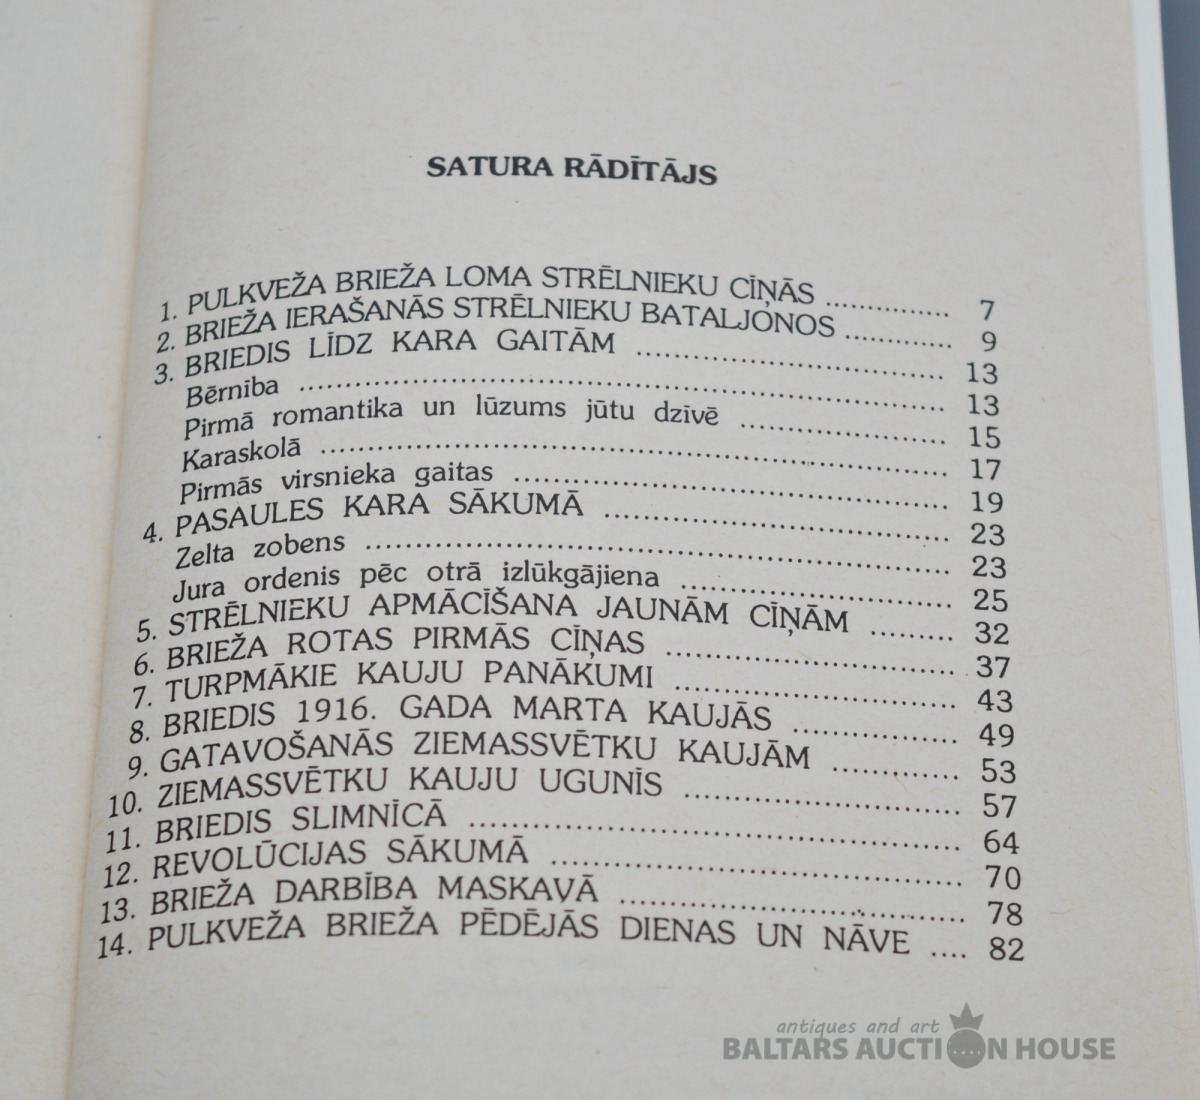 SATURA RĀDĪTĀJS
1. PULKVEŽA BRIEŽA LOMA STRĒLNIEKU CĪŅĀS .............. 7
2. BRIEŽA IERAŠANĀS STRĒLNIEKU BATALJONOS ............ 9
3. BRIEDIS LĪDZ KARA GAITĀM .................................. 13
Bērnība ........................................................................ 13
Pirmā romantika un lūzums jūtu dzīvē ....................... 15
Karaskolā ..................................................................... 17
Pirmās virsnieka gaitas ................................................ 19
4. PASAULES KARA SĀKUMĀ ...................................... 23
Zelta zobens ................................................................ 23
Jura ordenis pēc otrā izlūkgājiena .............................. 25
5. STRĒLNIEKU APMĀCĪŠANA JAUNĀM CĪŅĀM ......... 32
6. BRIEŽA ROTAS PIRMĀS CĪŅAS ................................ 37
7. TURPMĀKIE KAUJU PANĀKUMI .............................. 43
8. BRIEDIS 1916. GADA MARTA KAUJĀS .................. 49
9. GATAVOŠANĀS ZIEMASSVĒTKU KAUJĀM ............. 53
10. ZIEMASSVĒTKU KAUJU UGUNĪS ............................ 57
11. BRIEDIS SLIMNĪCĀ ................................................. 64
12. REVOLŪCIJAS SĀKUMĀ .......................................... 70
13. BRIEŽA DARBĪBA MASKAVĀ ................................... 78
14. PULKVEŽA BRIEŽA PĒDĒJĀS DIENAS UN NĀVE .... 82
antiques and art
BALTARS AUCTION HOUSE